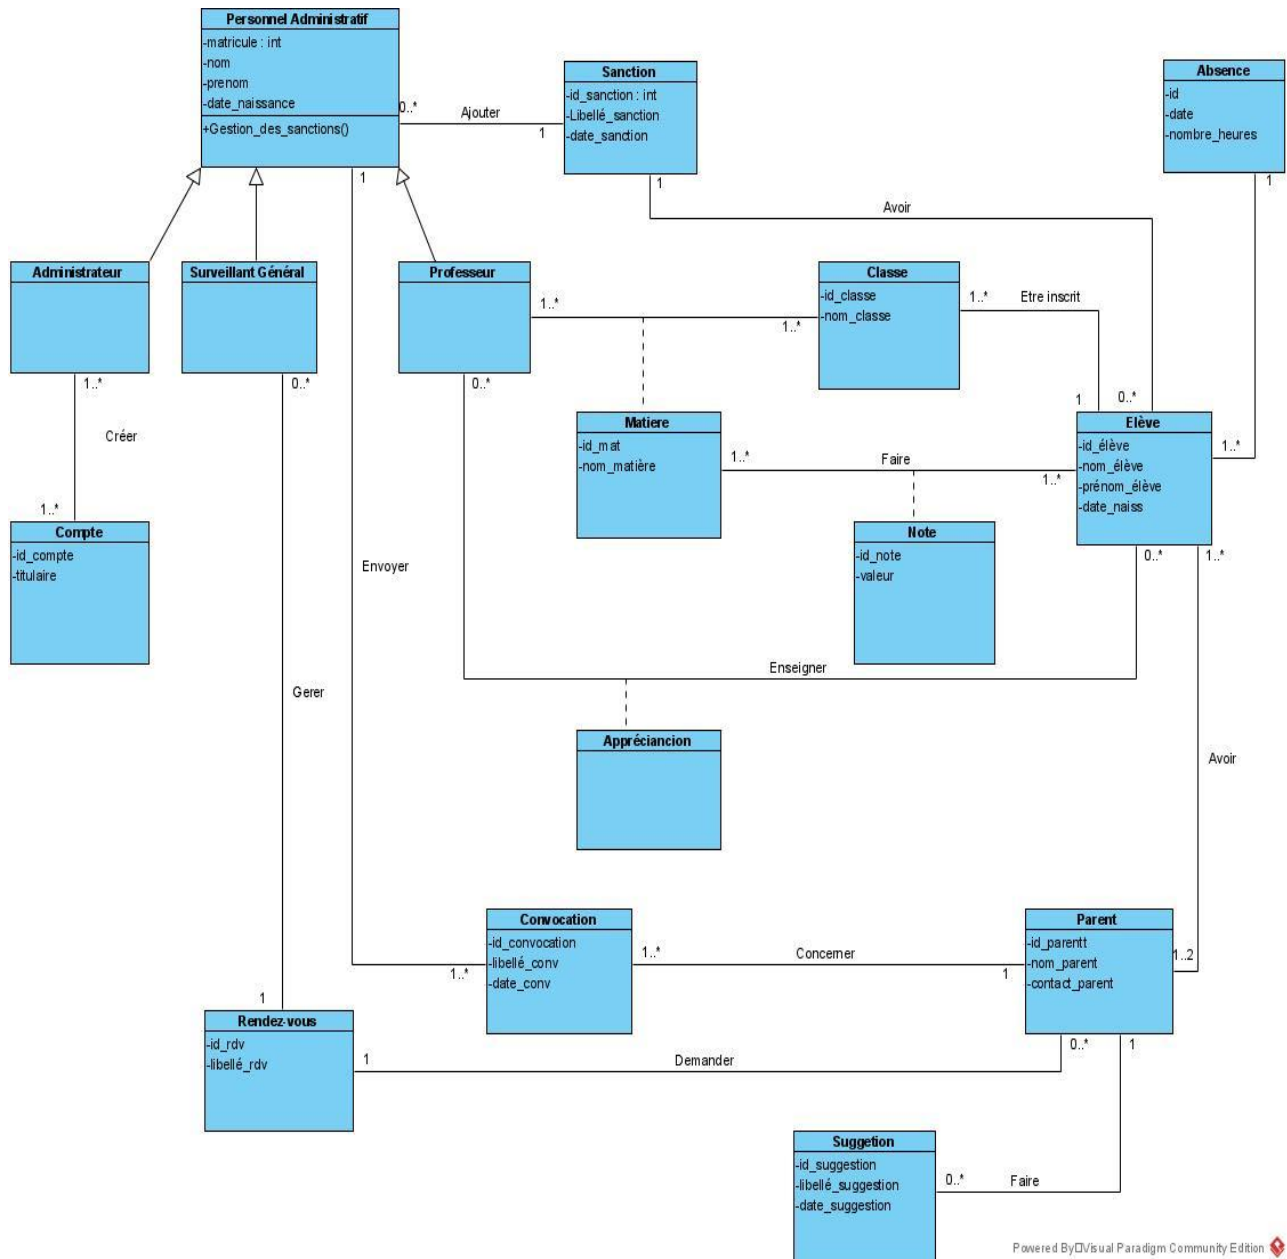 Personnel Administratif
-matricule : int
-nom
-prenom
-date_naissance
+Gestion_des_sanctions()
0..*
Ajouter
1
Sanction
-id_sanction : int
-Libellé_sanction
-date_sanction
Absence
-id
-date
-nombre_heures
1
1
1
Avoir
Administrateur
Surveillant Général
Professeur
1..*
1..*
Classe
-id_classe
-nom_classe
1..*
Etre inscrit
1..*
0..*
0..*
1
0..*
Créer
Matiere
-id_mat
-nom_matière
1..*
Faire
1..*
Elève
-id_élève
-nom_élève
-prénom_élève
-date_naiss
1..*
1..*
Compte
-id_compte
-titulaire
Note
-id_note
-valeur
0..*
1..*
Envoyer
Enseigner
Gerer
Appréciancion
Avoir
Convocation
-id_convocation
-libellé_conv
-date_conv
1..*
1..*
Concerner
1
Parent
-id_parentt
-nom_parent
-contact_parent
1..2
1
Rendez-vous
-id_rdv
-libellé_rdv
1
Demander
0..*
1
Suggetion
-id_suggestion
-libellé_suggestion
-date_suggestion
0..*
Faire
Powered By□Visual Paradigm Community Edition